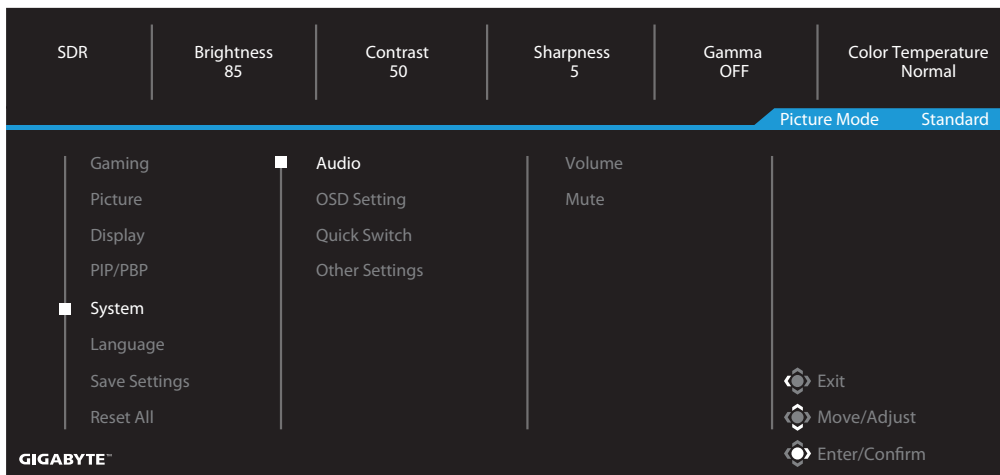 SDR
Brightness
85
Contrast
50
Sharpness
5
Gamma
OFF
Color Temperature
Normal
Picture Mode Standard
Gaming
Picture
Display
PIP/PBP
System
Language
Save Settings
Reset All
Audio
OSD Setting
Quick Switch
Other Settings
Volume
Mute
Exit
Move/Adjust
Enter/Confirm
GIGABYTE™